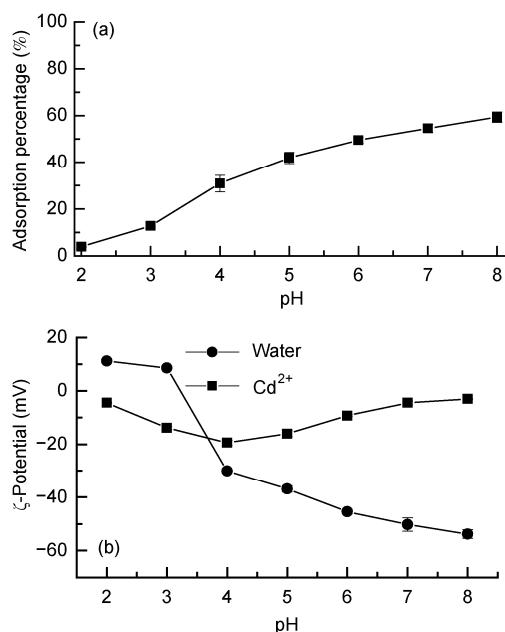 (a)
Adsorption percentage (%)
100
80
60
40
20
0
2 3 4 5 6 7 8
pH
Water
Cd2+
ζ-Potential (mV)
20
0
−20
−40
−60
(b)
2 3 4 5 6 7 8
pH